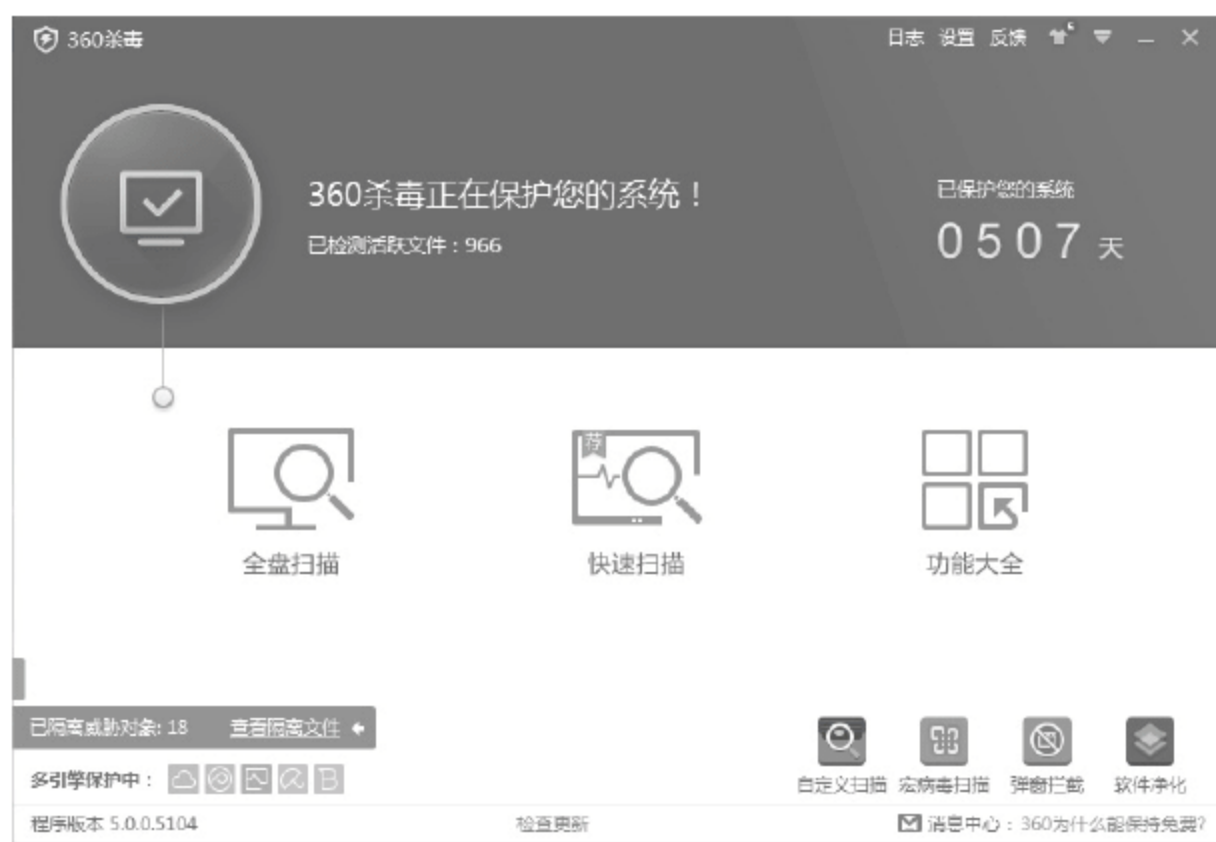 360杀毒
日志 设置 反馈
360杀毒正在保护您的系统！
已检测活跃文件：966
已保护您的系统
0507 天
荐
全盘扫描 快速扫描 功能大全
已隔离威胁对象: 18 查看隔离文件
多引擎保护中：
自定义扫描 宏病毒扫描 弹窗拦截 软件净化
程序版本 5.0.0.5104 检查更新 消息中心：360为什么能保持免费?